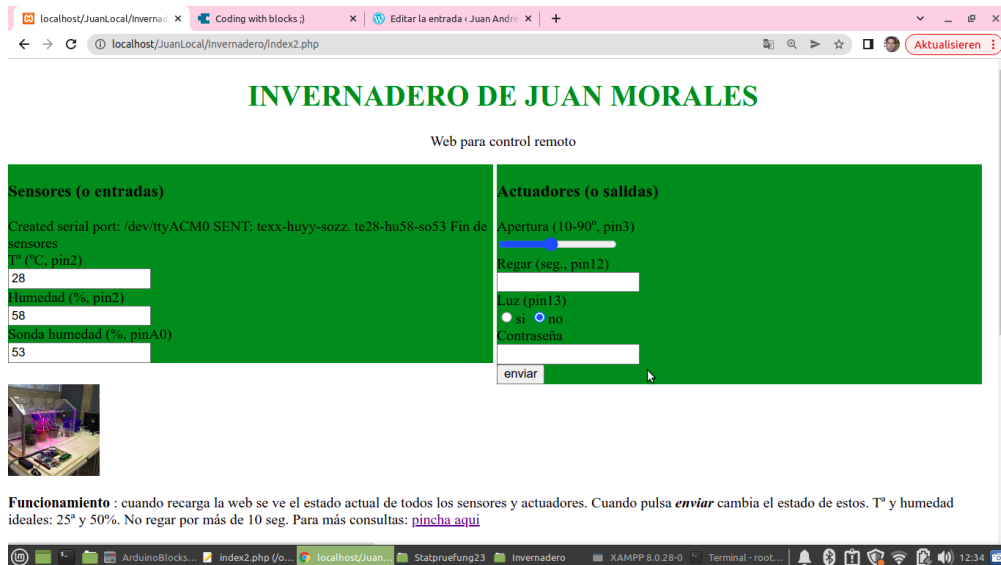 localhost/JuanLocal/Invernad
Coding with blocks ;)
Editar la entrada ‹ Juan Andre
localhost/JuanLocal/Invernadero/index2.php
Aktualisieren
INVERNADERO DE JUAN MORALES
Web para control remoto
Sensores (o entradas)
Created serial port: /dev/ttyACM0 SENT: texx-huyy-sozz. te28-hu58-so53 Fin de
sensores
Tª (ºC, pin2)
28
Humedad (%, pin2)
58
Sonda humedad (%, pinA0)
53
Actuadores (o salidas)
Apertura (10-90º, pin3)
Regar (seg., pin12)
Luz (pin13)
si no
Contraseña
enviar
Funcionamiento : cuando recarga la web se ve el estado actual de todos los sensores y actuadores. Cuando pulsa enviar cambia el estado de estos. Tª y humedad
ideales: 25ª y 50%. No regar por más de 10 seg. Para más consultas: pincha aqui
ArduinoBlocks... index2.php (/o... localhost/Juan... Statpruefung23 Invernadero XAMPP 8.0.28-0 Terminal - root... 12:34